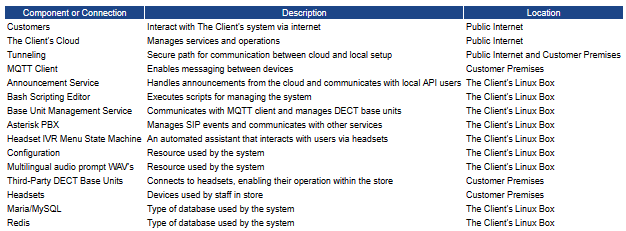 Component or Connection Description Location
Customers Interact with The Client's system via internet Public Internet
The Client's Cloud Manages services and operations Public Internet
Tunneling Secure path for communication between cloud and local setup Public Internet and Customer Premises
MQTT Client Enables messaging between devices Customer Premises
Announcement Service Handles announcements from the cloud and communicates with local API users The Client's Linux Box
Bash Scripting Editor Executes scripts for managing the system The Client's Linux Box
Base Unit Management Service Communicates with MQTT client and manages DECT base units The Client's Linux Box
Asterisk PBX Manages SIP events and communicates with other services The Client's Linux Box
Headset IVR Menu State Machine An automated assistant that interacts with users via headsets The Client's Linux Box
Configuration Resource used by the system The Client's Linux Box
Multilingual audio prompt WAV's Resource used by the system The Client's Linux Box
Third-Party DECT Base Units Connects to headsets, enabling their operation within the store Customer Premises
Headsets Devices used by staff in store Customer Premises
Maria/MySQL Type of database used by the system The Client's Linux Box
Redis Type of database used by the system The Client's Linux Box